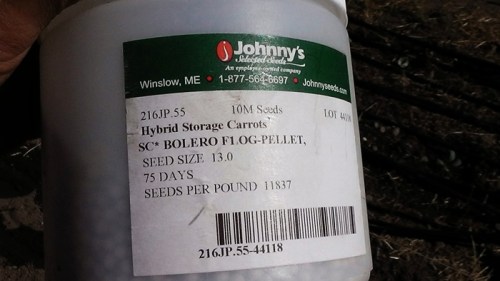 Johnny's
Selected Seeds
An employee-owned company
Winslow, ME • 1-877-564-6697 • Johnnyseeds.com
216JP.55 10M Seeds LOT 44118
Hybrid Storage Carrots
SC* BOLERO F1 OG-PELLET,
SEED SIZE 13.0
75 DAYS
SEEDS PER POUND 11837
216JP.55-44118